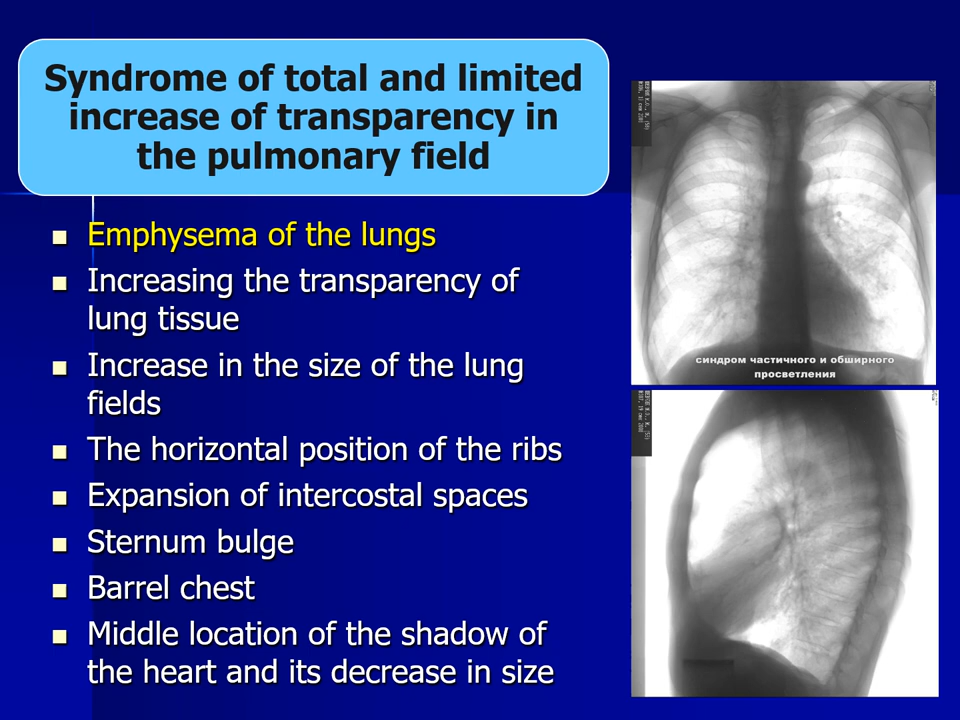 Syndrome of total and limited
increase of transparency in
the pulmonary field
Emphysema of the lungs
Increasing the transparency of
lung tissue
Increase in the size of the lung
fields
The horizontal position of the ribs
Expansion of intercostal spaces
Sternum bulge
Barrel chest
Middle location of the shadow of
the heart and its decrease in size
синдром частичного и обширного
просветления